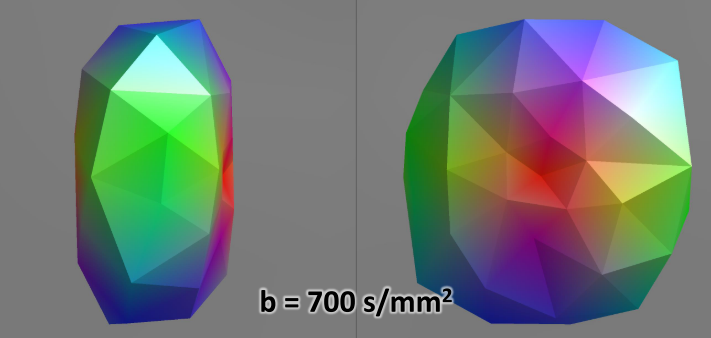 b = 700 s/mm²